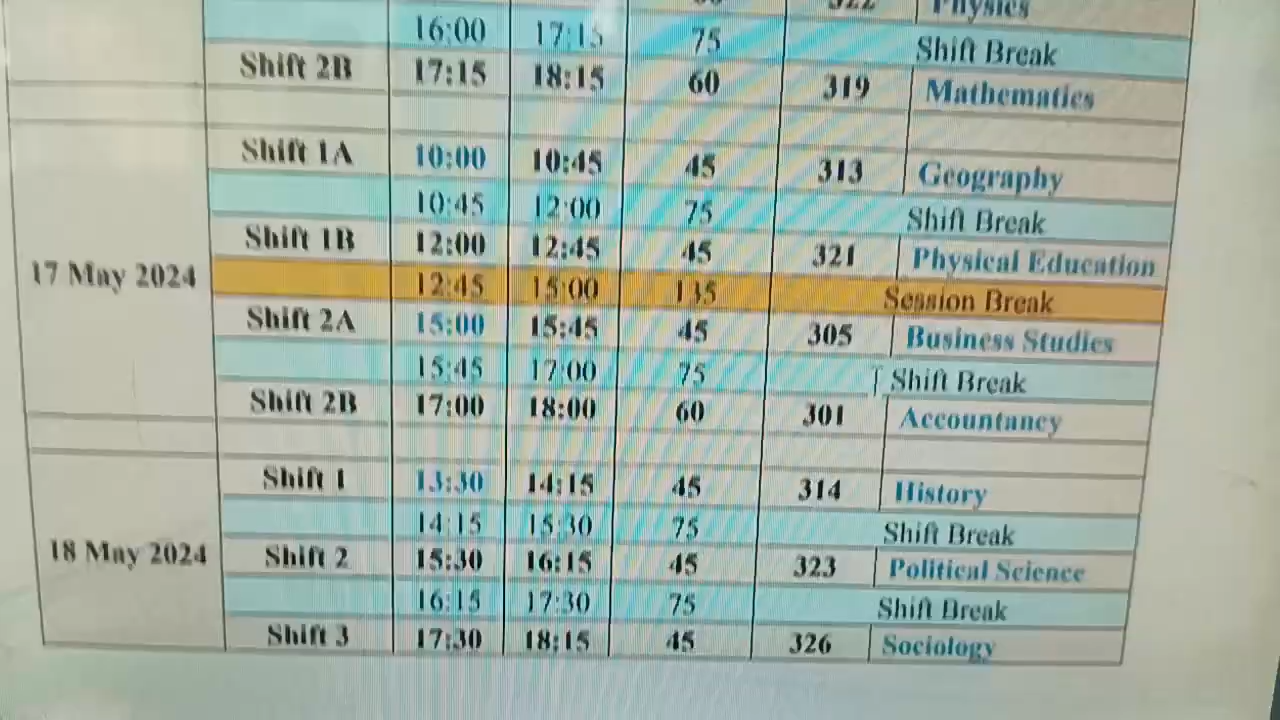 322 Physics
16:00 17:15 75 Shift Break
Shift 2B 17:15 18:15 60 319 Mathematics
Shift 1A 10:00 10:45 45 313 Geography
10:45 12:00 75 Shift Break
Shift 1B 12:00 12:45 45 321 Physical Education
17 May 2024
12:45 15:00 135 Session Break
Shift 2A 15:00 15:45 45 305 Business Studies
15:45 17:00 75 Shift Break
Shift 2B 17:00 18:00 60 301 Accountancy
Shift 1 13:30 14:15 45 314 History
14:15 15:30 75 Shift Break
18 May 2024 Shift 2 15:30 16:15 45 323 Political Science
16:15 17:30 75 Shift Break
Shift 3 17:30 18:15 45 326 Sociology